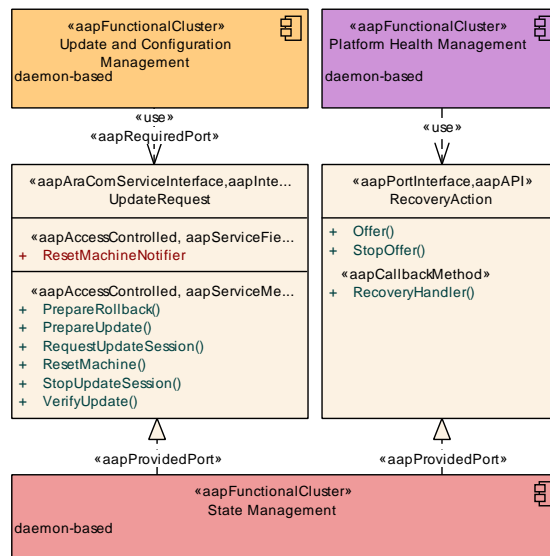 «aapFunctionalCluster»
Update and Configuration
Management
daemon-based
«aapFunctionalCluster»
Platform Health Management
daemon-based
«use»
«aapRequiredPort»
«use»
«aapAraComServiceInterface,aapInte...
UpdateRequest
«aapAccessControlled, aapServiceFie...
+ ResetMachineNotifier
«aapAccessControlled, aapServiceMe...
+ PrepareRollback()
+ PrepareUpdate()
+ RequestUpdateSession()
+ ResetMachine()
+ StopUpdateSession()
+ VerifyUpdate()
«aapPortInterface,aapAPI»
RecoveryAction
+ Offer()
+ StopOffer()
«aapCallbackMethod»
+ RecoveryHandler()
«aapProvidedPort»
«aapProvidedPort»
«aapFunctionalCluster»
State Management
daemon-based